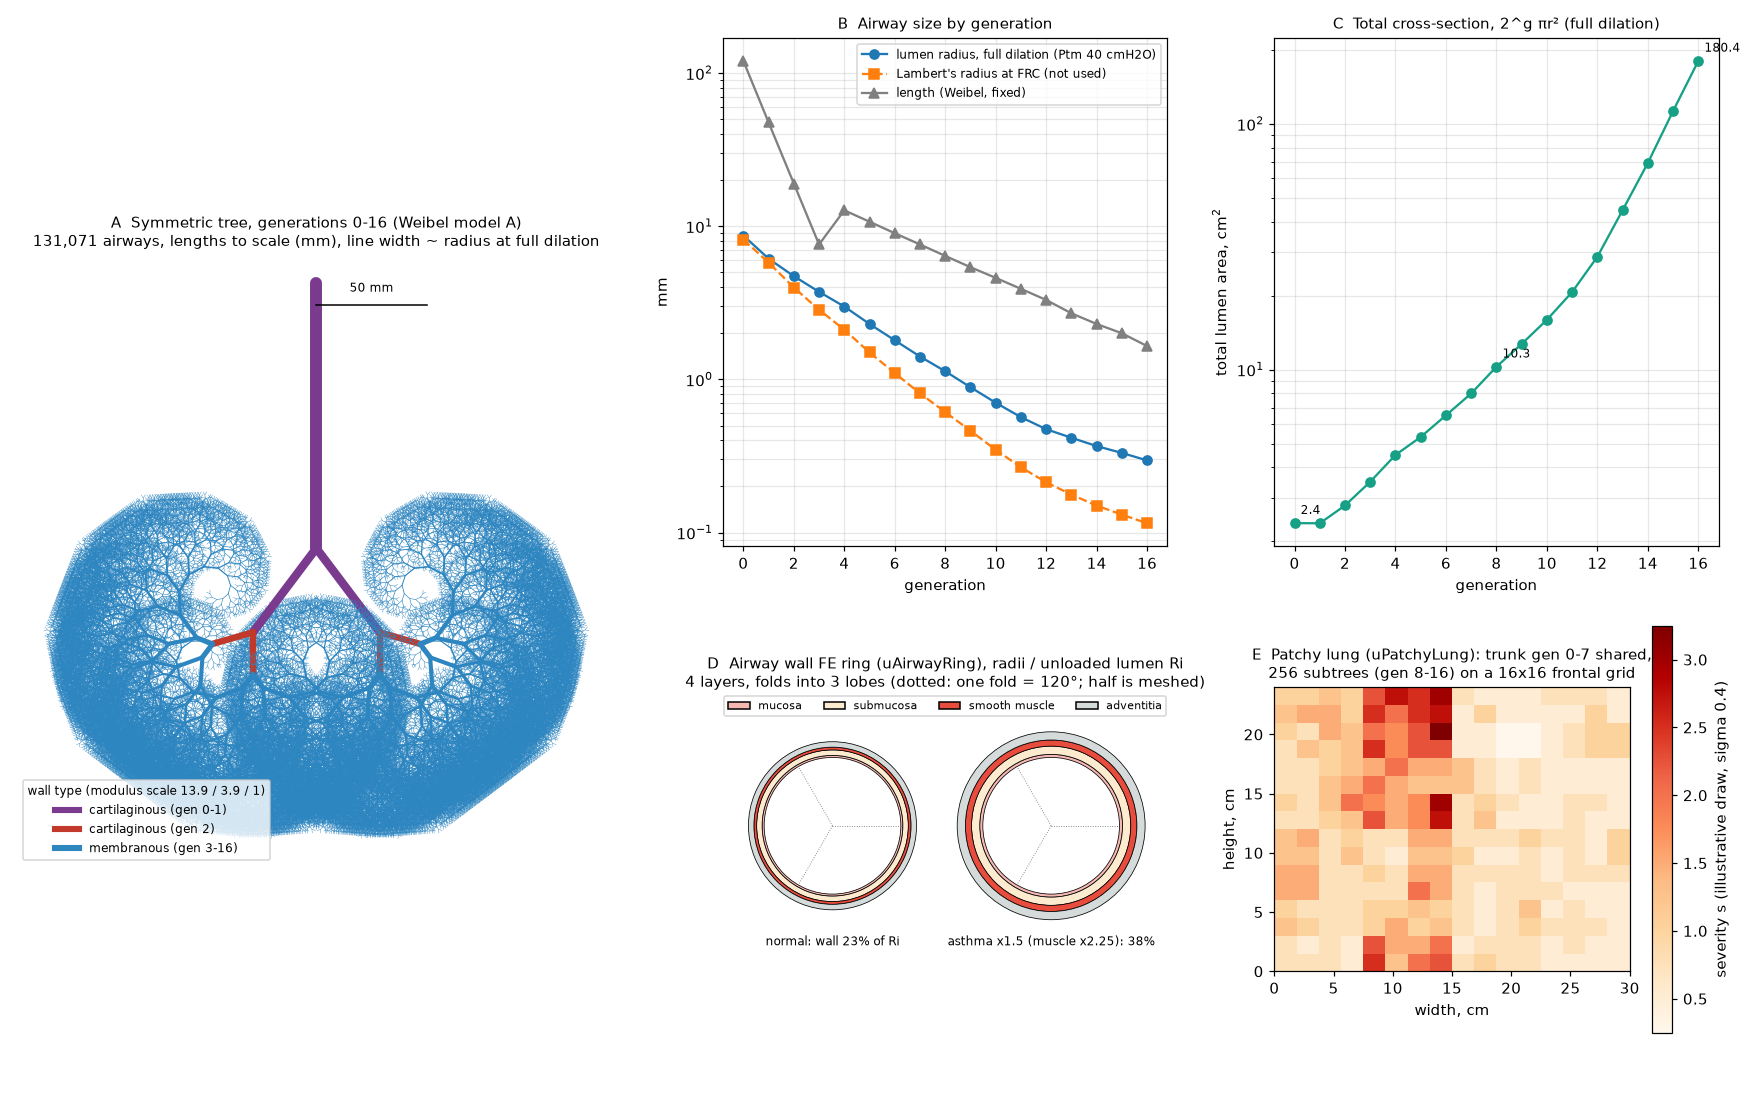 A  Symmetric tree, generations 0-16 (Weibel model A)
131,071 airways, lengths to scale (mm), line width ~ radius at full dilation
50 mm
wall type (modulus scale 13.9 / 3.9 / 1)
cartilaginous (gen 0-1)
cartilaginous (gen 2)
membranous (gen 3-16)
B  Airway size by generation
lumen radius, full dilation (Ptm 40 cmH2O)
Lambert's radius at FRC (not used)
length (Weibel, fixed)
mm
10²
10¹
10⁰
10⁻¹
0 2 4 6 8 10 12 14 16
generation
C  Total cross-section, 2^g πr² (full dilation)
180.4
10.3
2.4
total lumen area, cm²
10²
10¹
0 2 4 6 8 10 12 14 16
generation
D  Airway wall FE ring (uAirwayRing), radii / unloaded lumen Ri
4 layers, folds into 3 lobes (dotted: one fold = 120°; half is meshed)
mucosa submucosa smooth muscle adventitia
normal: wall 23% of Ri
asthma x1.5 (muscle x2.25): 38%
E  Patchy lung (uPatchyLung): trunk gen 0-7 shared,
256 subtrees (gen 8-16) on a 16x16 frontal grid
height, cm
20
15
10
5
0
0 5 10 15 20 25 30
width, cm
3.0
2.5
2.0
1.5
1.0
0.5
severity s (illustrative draw, sigma 0.4)